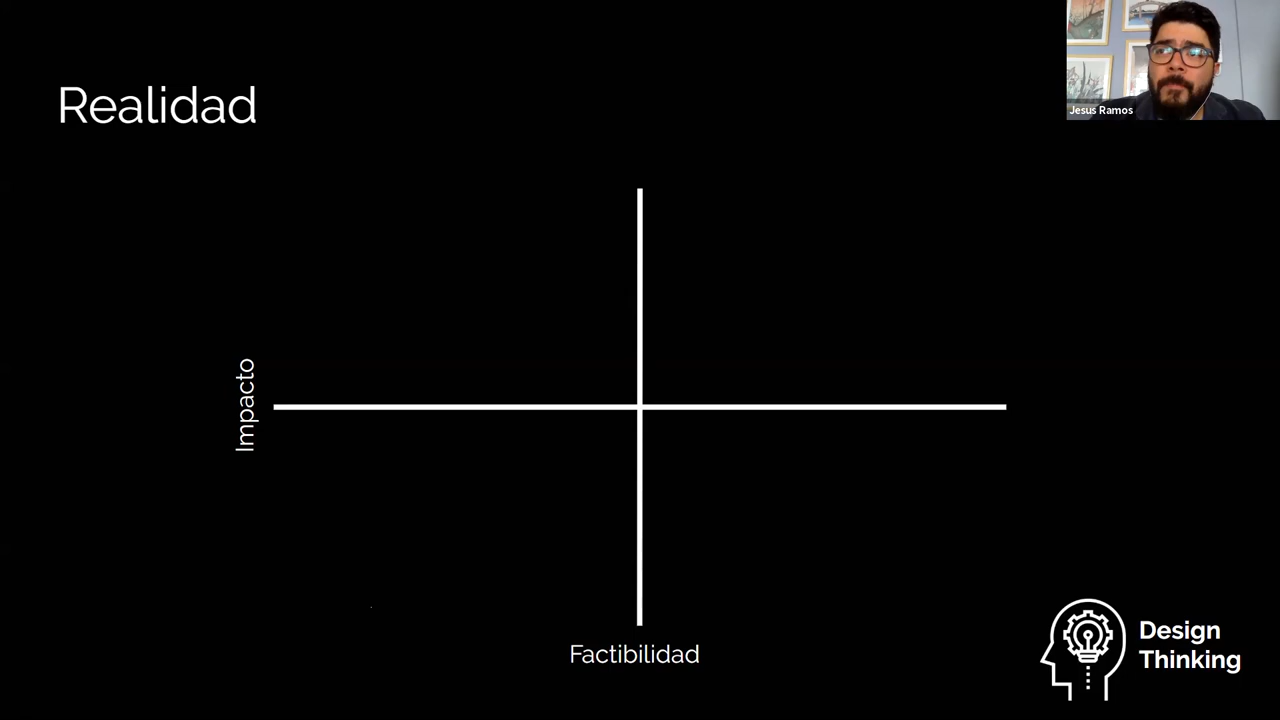 Realidad
Jesus Ramos
Impacto
Factibilidad
Design
Thinking